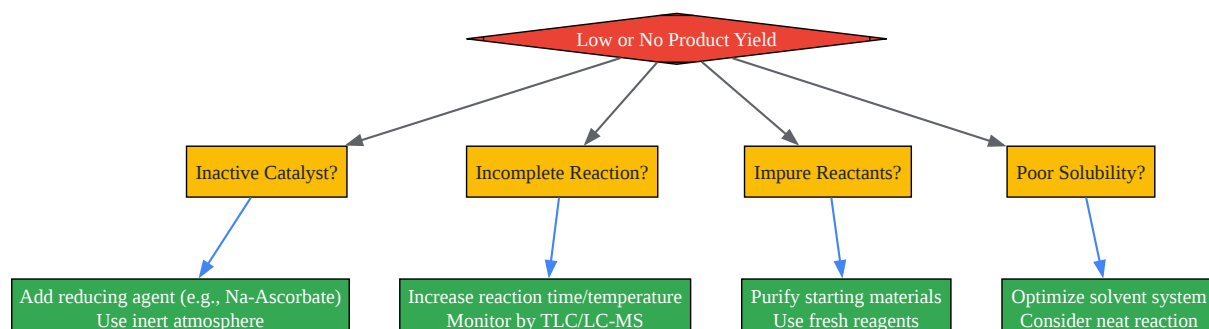 Low or No Product Yield
Inactive Catalyst?
Incomplete Reaction?
Impure Reactants?
Poor Solubility?
Add reducing agent (e.g., Na-Ascorbate)
Use inert atmosphere
Increase reaction time/temperature
Monitor by TLC/LC-MS
Purify starting materials
Use fresh reagents
Optimize solvent system
Consider neat reaction